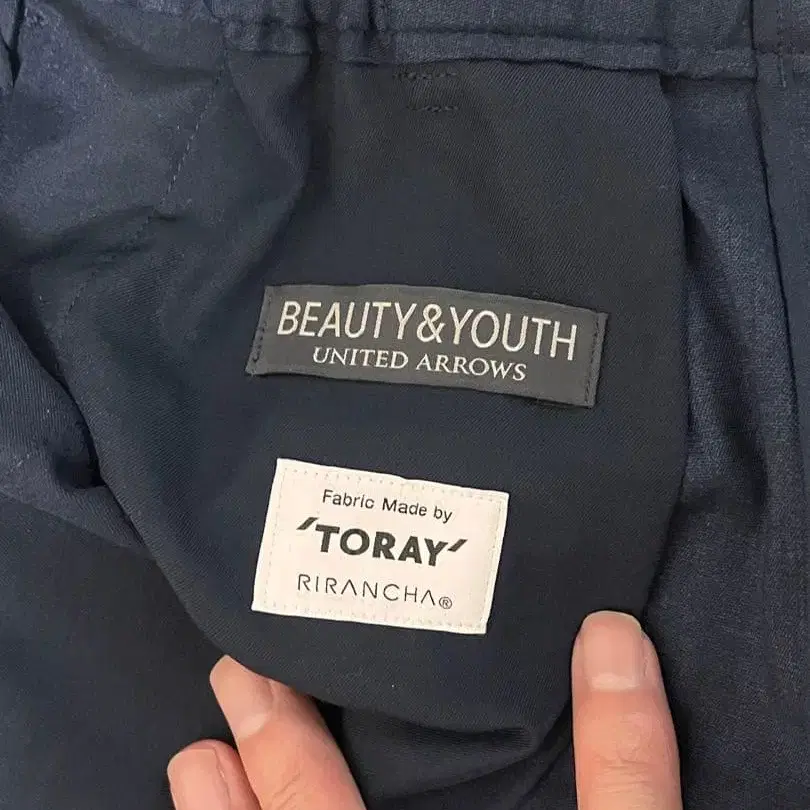 BEAUTY&YOUTH
UNITED ARROWS
Fabric Made by
'TORAY'
RIRANCHA®